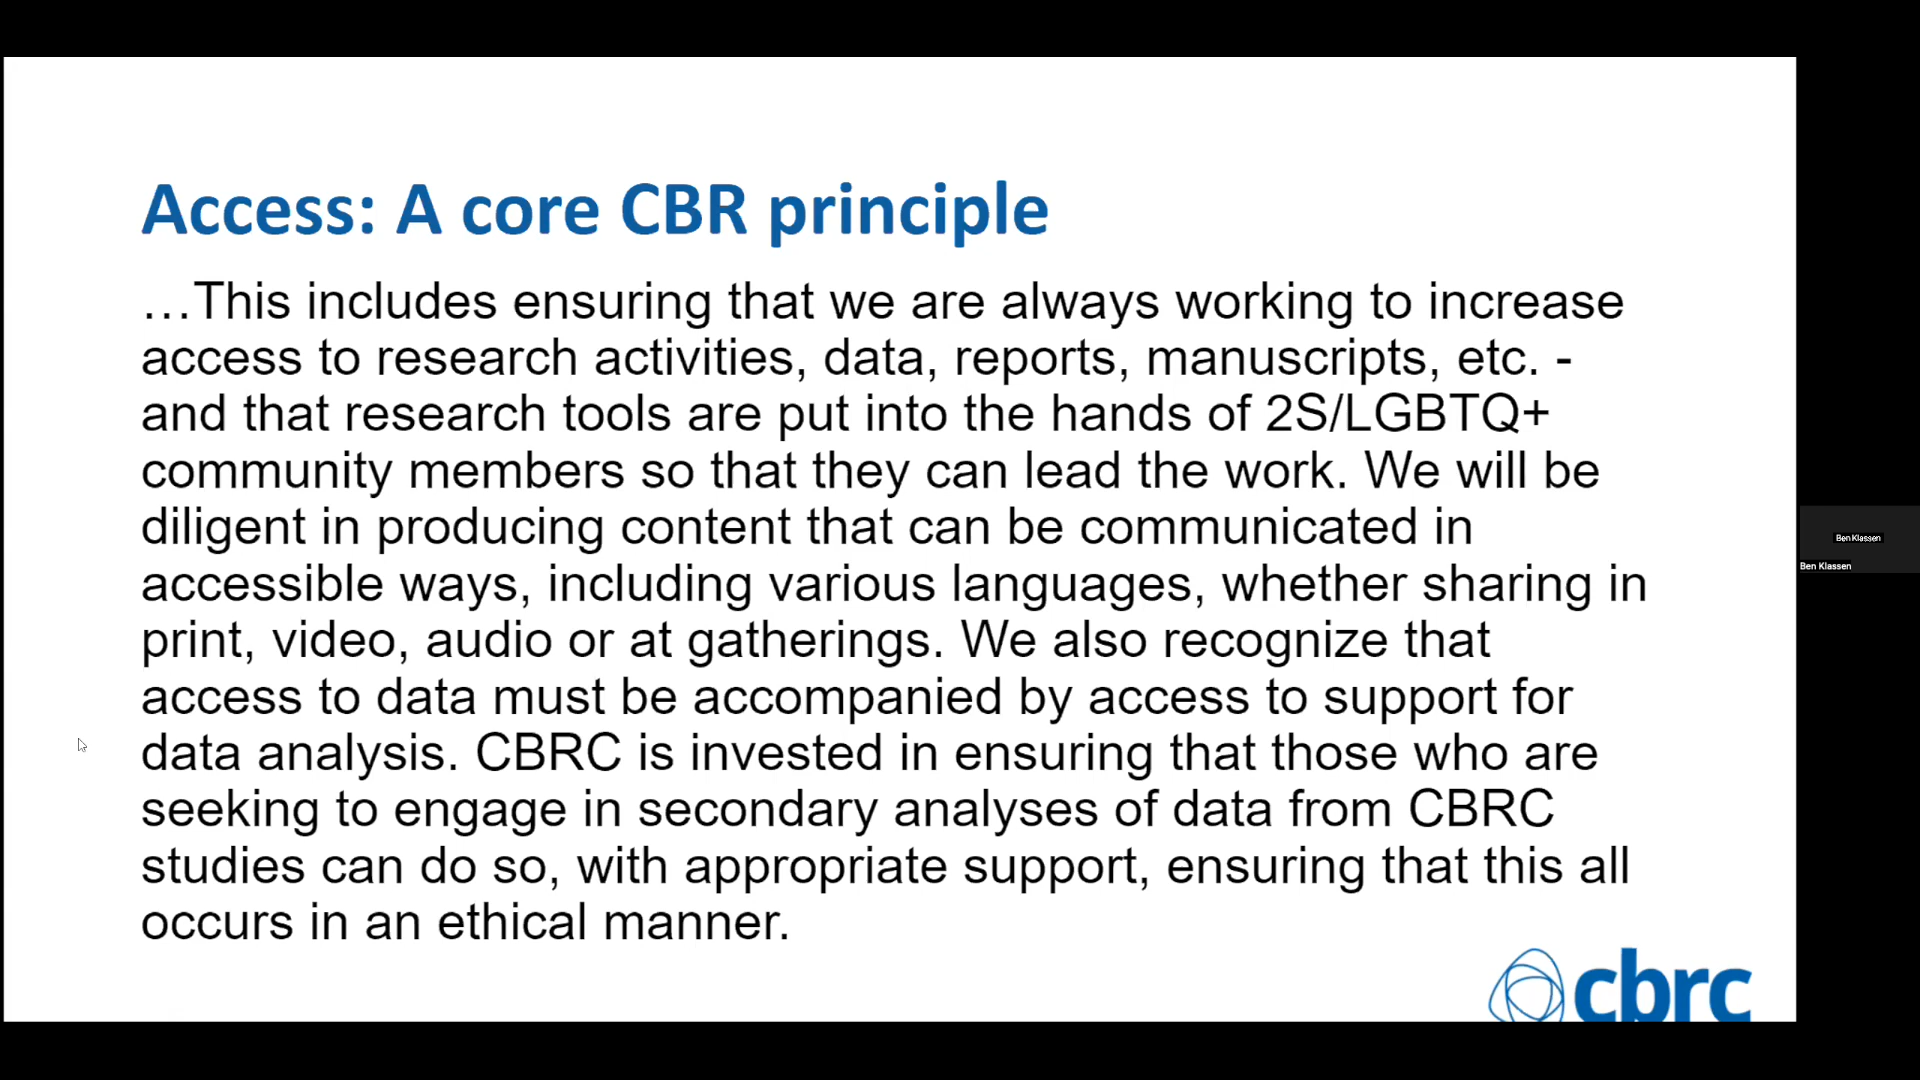 Access: A core CBR principle
…This includes ensuring that we are always working to increase
access to research activities, data, reports, manuscripts, etc. -
and that research tools are put into the hands of 2S/LGBTQ+
community members so that they can lead the work. We will be
diligent in producing content that can be communicated in
accessible ways, including various languages, whether sharing in
print, video, audio or at gatherings. We also recognize that
access to data must be accompanied by access to support for
data analysis. CBRC is invested in ensuring that those who are
seeking to engage in secondary analyses of data from CBRC
studies can do so, with appropriate support, ensuring that this all
occurs in an ethical manner.
cbrc
Ben Klassen
Ben Klassen